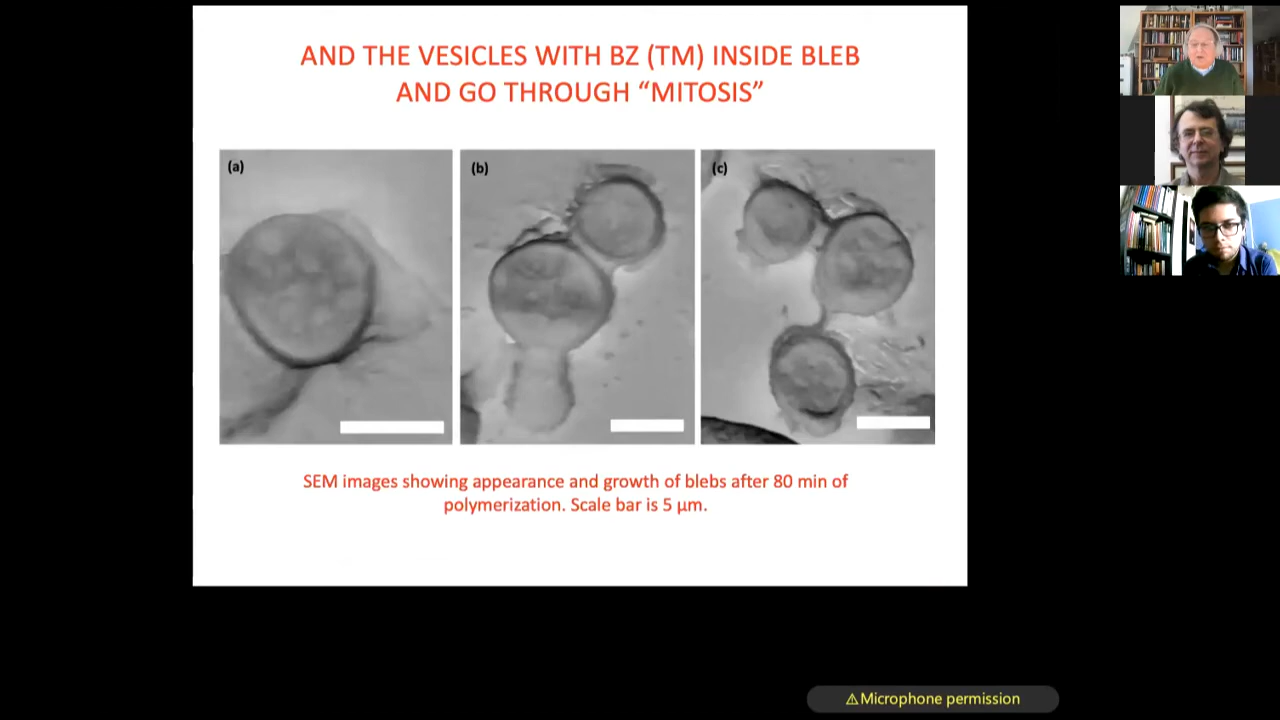 AND THE VESICLES WITH BZ (TM) INSIDE BLEB
AND GO THROUGH “MITOSIS”
(a)
(b)
(c)
SEM images showing appearance and growth of blebs after 80 min of
polymerization. Scale bar is 5 μm.
⚠Microphone permission